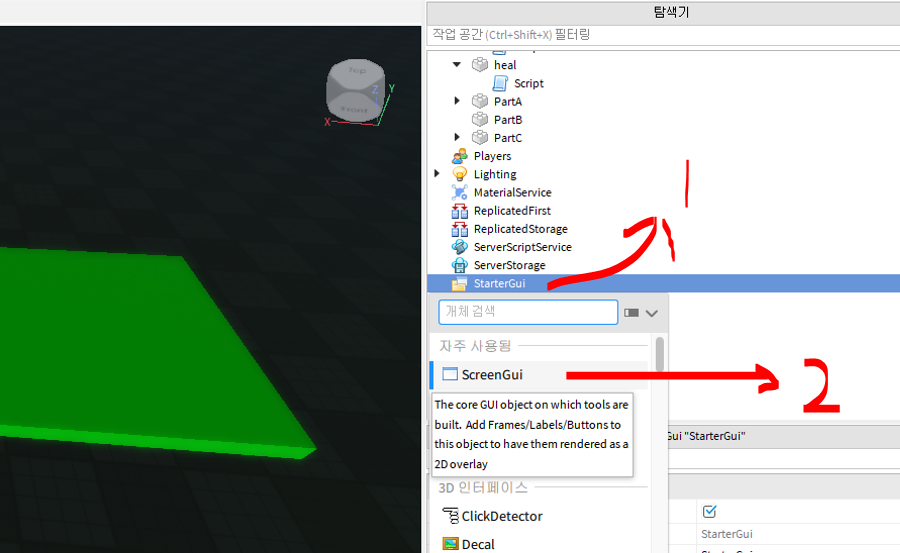 탐색기
작업 공간 (Ctrl+Shift+X) 필터링
heal
Script
PartA
PartB
PartC
Players
Lighting
MaterialService
ReplicatedFirst
ReplicatedStorage
ServerScriptService
ServerStorage
StarterGui
1
개체 검색
자주 사용됨
ScreenGui
2
The core GUI object on which tools are
built. Add Frames/Labels/Buttons to
this object to have them rendered as a
2D overlay
Gui "StarterGui"
3D 인터페이스
ClickDetector
StarterGui
Decal
Top
X
Y
Z